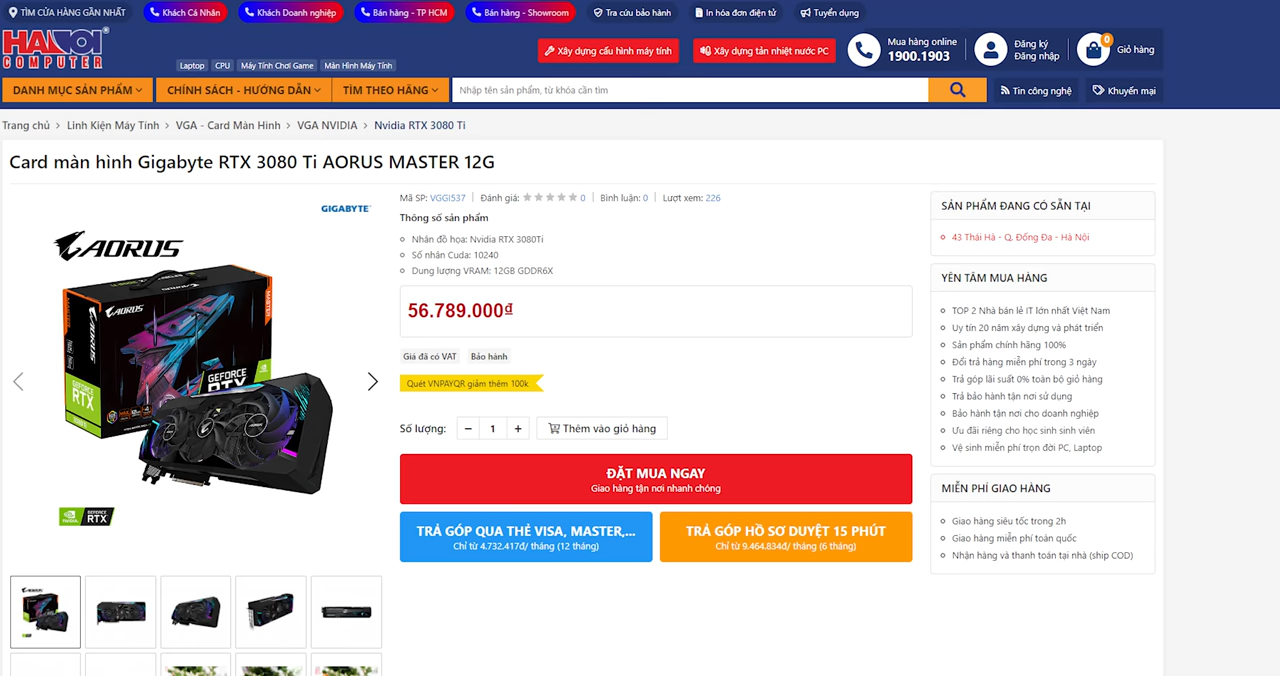 TÌM CỬA HÀNG GẦN NHẤT
Khách Cá Nhân
Khách Doanh nghiệp
Bán hàng - TP HCM
Bán hàng - Showroom
Tra cứu bảo hành
In hóa đơn điện tử
Tuyển dụng
HANOI
COMPUTER
Laptop
CPU
Máy Tính Chơi Game
Màn Hình Máy Tính
Xây dựng cấu hình máy tính
Xây dựng tản nhiệt nước PC
Mua hàng online
1900.1903
Đăng ký
Đăng nhập
0
Giỏ hàng
DANH MỤC SẢN PHẨM
CHÍNH SÁCH - HƯỚNG DẪN
TÌM THEO HÃNG
Nhập tên sản phẩm, từ khóa cần tìm
Tin công nghệ
Khuyến mại
Trang chủ > Linh Kiện Máy Tính > VGA - Card Màn Hình > VGA NVIDIA > Nvidia RTX 3080 Ti
Card màn hình Gigabyte RTX 3080 Ti AORUS MASTER 12G
GIGABYTE
AORUS
AORUS
AORUS
MASTER
GEFORCE
RTX
GEFORCE
RTX
NVIDIA
GEFORCE
RTX
Mã SP: VGGI537
Đánh giá: 0
Bình luận: 0
Lượt xem: 226
Thông số sản phẩm
Nhân đồ họa: Nvidia RTX 3080Ti
Số nhân Cuda: 10240
Dung lượng VRAM: 12GB GDDR6X
56.789.000đ
Giá đã có VAT
Bảo hành
Quét VNPAYQR giảm thêm 100k
Số lượng:
− 1 +
Thêm vào giỏ hàng
ĐẶT MUA NGAY
Giao hàng tận nơi nhanh chóng
TRẢ GÓP QUA THẺ VISA, MASTER,...
Chỉ từ 4.732.417đ/ tháng (12 tháng)
TRẢ GÓP HỒ SƠ DUYỆT 15 PHÚT
Chỉ từ 9.464.834đ/ tháng (6 tháng)
SẢN PHẨM ĐANG CÓ SẴN TẠI
43 Thái Hà - Q. Đống Đa - Hà Nội
YÊN TÂM MUA HÀNG
TOP 2 Nhà bán lẻ IT lớn nhất Việt Nam
Uy tín 20 năm xây dựng và phát triển
Sản phẩm chính hãng 100%
Đổi trả hàng miễn phí trong 3 ngày
Trả góp lãi suất 0% toàn bộ giỏ hàng
Trả bảo hành tận nơi sử dụng
Bảo hành tận nơi cho doanh nghiệp
Ưu đãi riêng cho học sinh sinh viên
Vệ sinh miễn phí trọn đời PC, Laptop
MIỄN PHÍ GIAO HÀNG
Giao hàng siêu tốc trong 2h
Giao hàng miễn phí toàn quốc
Nhận hàng và thanh toán tại nhà (ship COD)